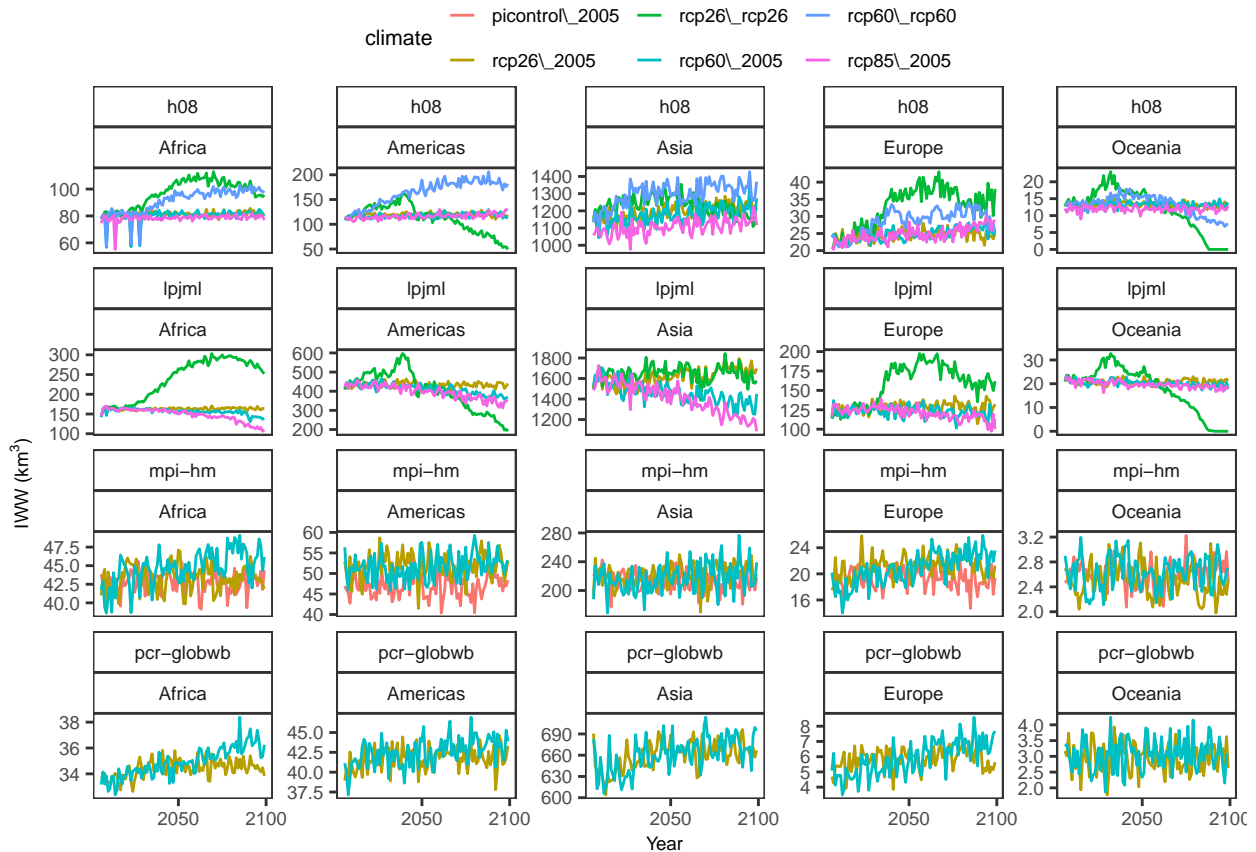 climate
picontrol\_2005 rcp26\_rcp26 rcp60\_rcp60
rcp26\_2005 rcp60\_2005 rcp85\_2005
h08 h08 h08 h08 h08
Africa Americas Asia Europe Oceania
100 80 60
200 150 100 50
1400 1300 1200 1100 1000
40 35 30 25 20
20 15 10 5 0
lpjml lpjml lpjml lpjml lpjml
Africa Americas Asia Europe Oceania
300 250 200 150 100
600 500 400 300 200
1800 1600 1400 1200
200 175 150 125 100
30 20 10 0
mpi−hm mpi−hm mpi−hm mpi−hm mpi−hm
Africa Americas Asia Europe Oceania
47.5 45.0 42.5 40.0
60 55 50 45 40
280 240 200
24 20 16
3.2 2.8 2.4 2.0
pcr−globwb pcr−globwb pcr−globwb pcr−globwb pcr−globwb
Africa Americas Asia Europe Oceania
38 36 34
45.0 42.5 40.0 37.5
690 660 630 600
8 7 6 5 4
4.0 3.5 3.0 2.5 2.0
2050 2100 2050 2100 2050 2100 2050 2100 2050 2100
Year
IWW (km³)